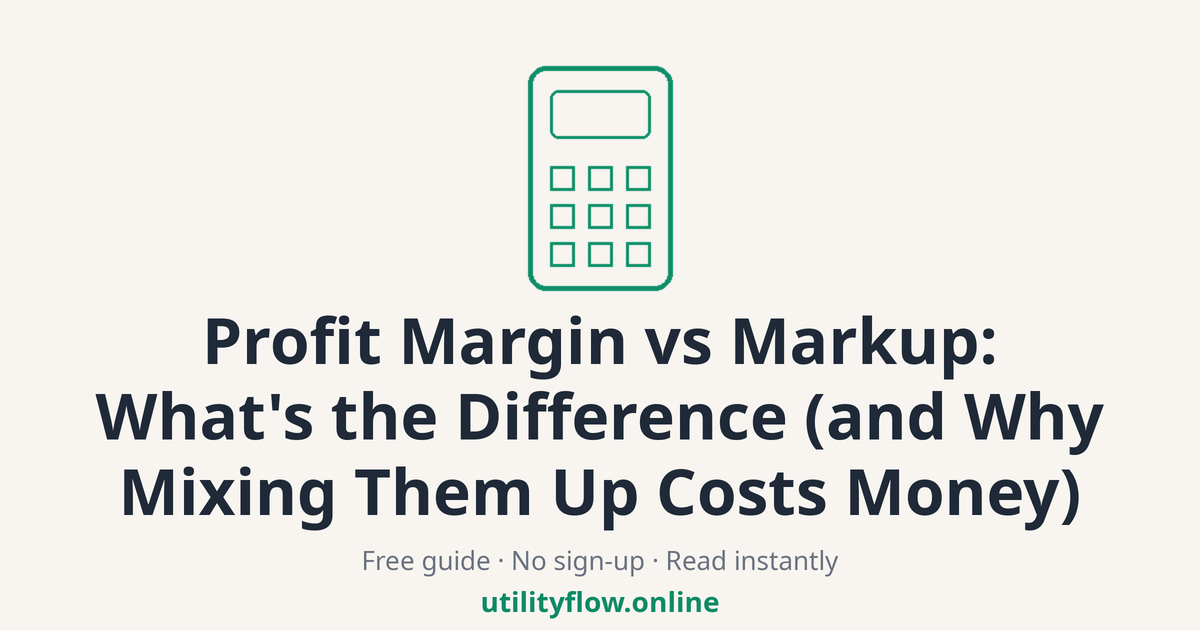 Profit Margin vs Markup:
What's the Difference (and Why
Mixing Them Up Costs Money)
Free guide · No sign-up · Read instantly
utilityflow.online